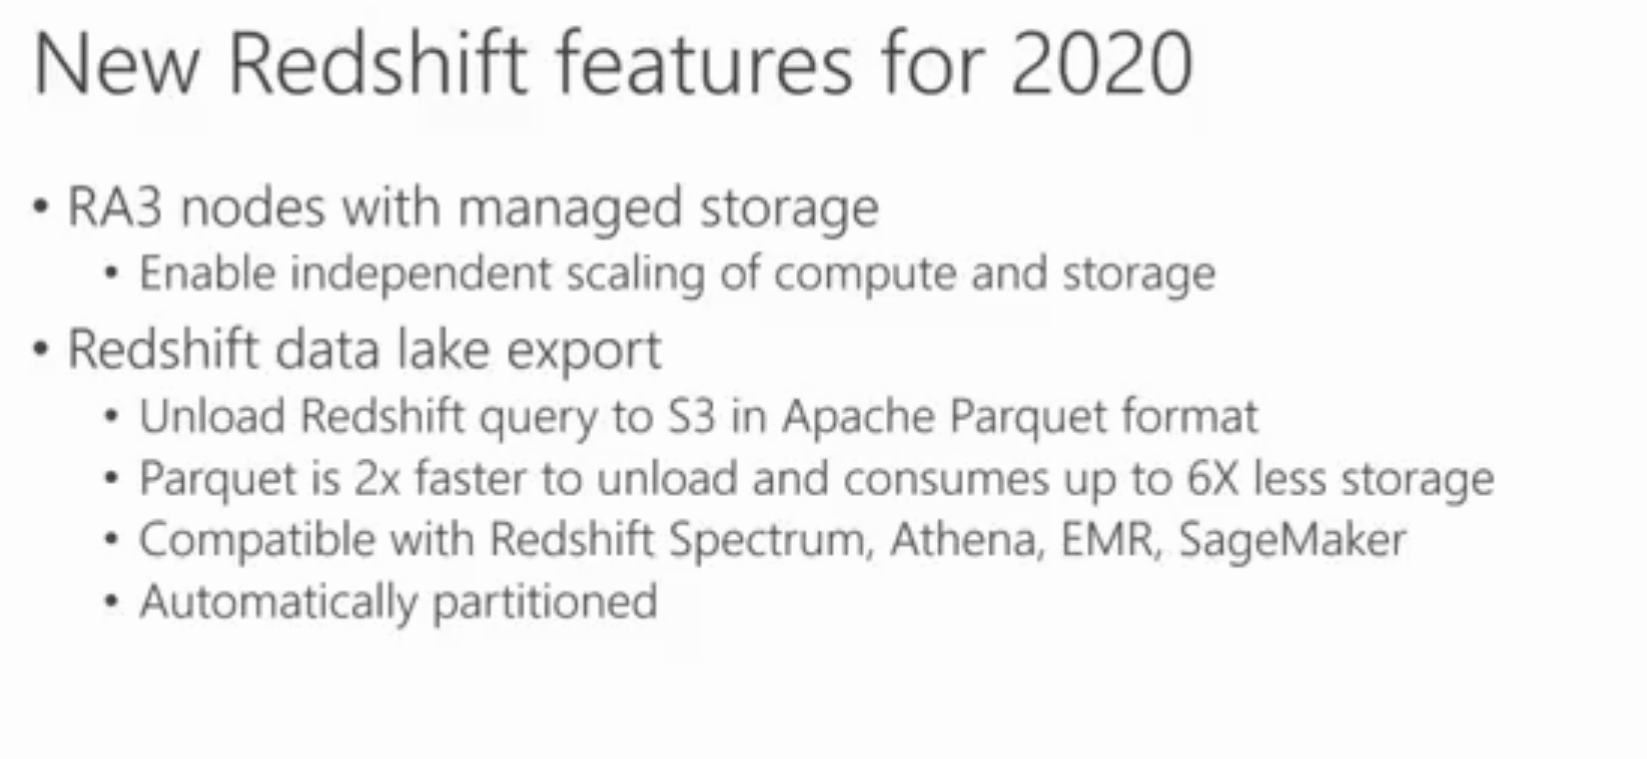 New Redshift features for 2020
• RA3 nodes with managed storage
• Enable independent scaling of compute and storage
• Redshift data lake export
• Unload Redshift query to S3 in Apache Parquet format
• Parquet is 2x faster to unload and consumes up to 6X less storage
• Compatible with Redshift Spectrum, Athena, EMR, SageMaker
• Automatically partitioned